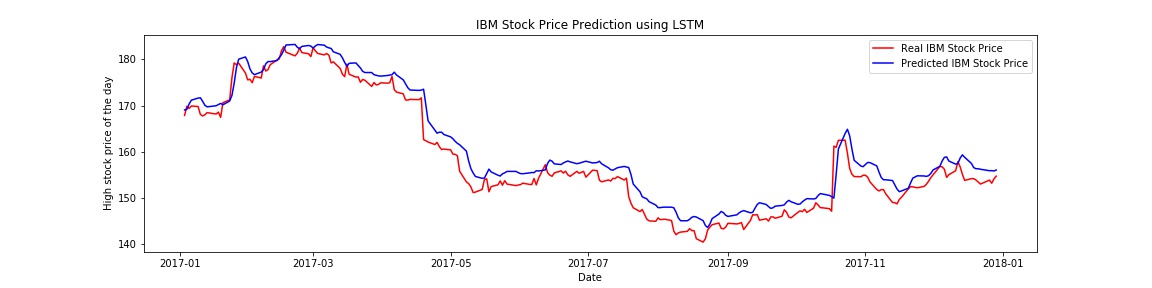 IBM Stock Price Prediction using LSTM
Real IBM Stock Price
Predicted IBM Stock Price
High stock price of the day
180
170
160
150
140
2017-01
2017-03
2017-05
2017-07
2017-09
2017-11
2018-01
Date